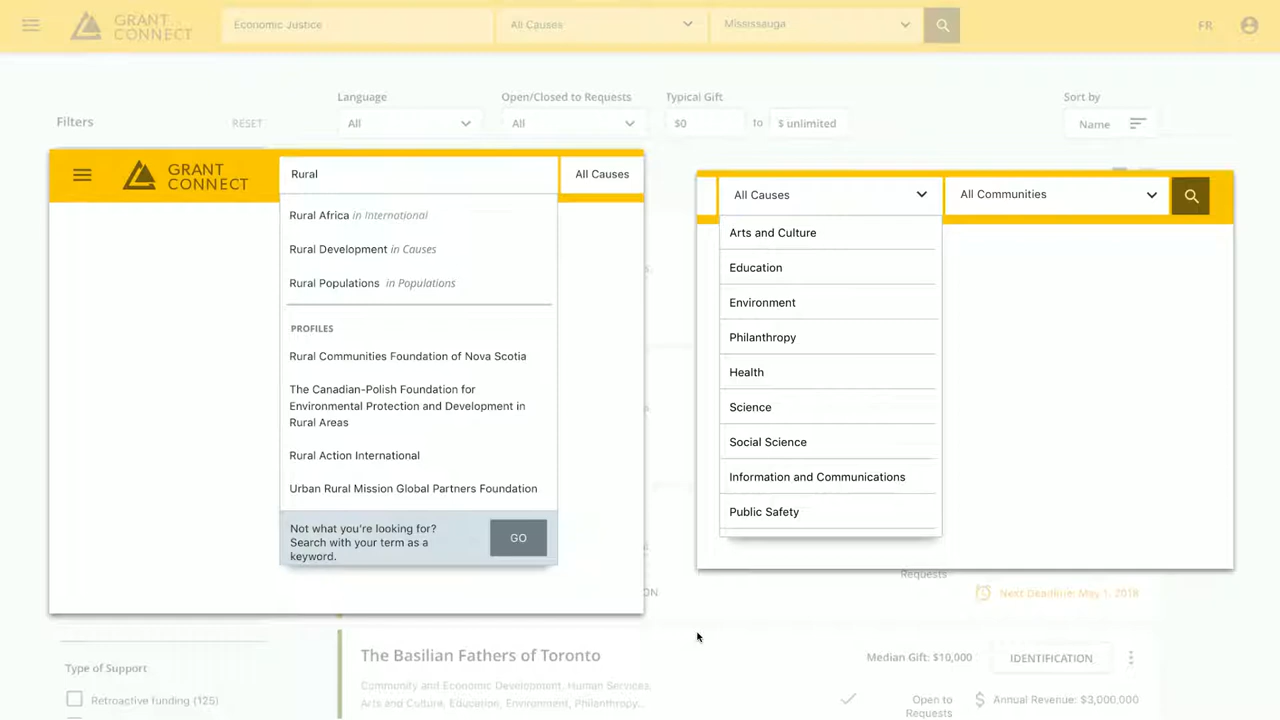 GRANT
CONNECT
Economic Justice
All Causes
Mississauga
FR
Language
Open/Closed to Requests
Typical Gift
Sort by
Filters
RESET
All
All
$0
to
$ unlimited
Name
GRANT
CONNECT
Rural
All Causes
Rural Africa in International
Rural Development in Causes
Rural Populations in Populations
PROFILES
Rural Communities Foundation of Nova Scotia
The Canadian-Polish Foundation for
Environmental Protection and Development in
Rural Areas
Rural Action International
Urban Rural Mission Global Partners Foundation
Not what you're looking for?
Search with your term as a
keyword.
GO
All Causes
All Communities
Arts and Culture
Education
Environment
Philanthropy
Health
Science
Social Science
Information and Communications
Public Safety
Requests
Next Deadline: May 1, 2018
Type of Support
Retroactive funding (125)
The Basilian Fathers of Toronto
Median Gift: $10,000
IDENTIFICATION
Community and Economic Development, Human Services,
Arts and Culture, Education, Environment, Philanthropy...
Open to
Requests
Annual Revenue: $3,000.000